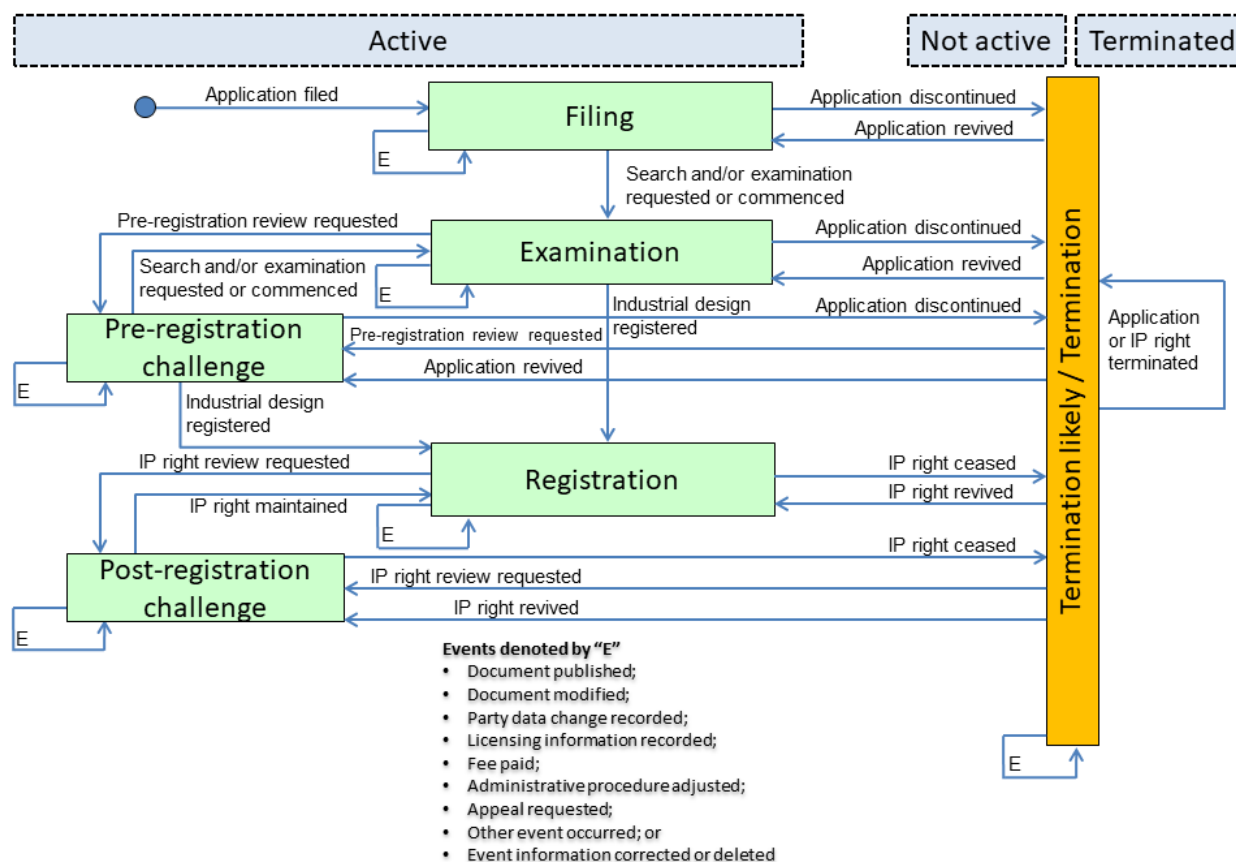 Active
Not active
Terminated
Application filed
Filing
Application discontinued
Application revived
E
Search and/or examination
requested or commenced
Pre-registration review requested
Examination
Application discontinued
Search and/or examination
requested or commenced
E
Application revived
Industrial design
registered
Application discontinued
Pre-registration
challenge
Pre-registration review requested
Application revived
E
Industrial design
registered
Application
or IP right
terminated
Termination likely / Termination
IP right review requested
Registration
IP right ceased
IP right maintained
IP right revived
E
IP right ceased
Post-registration
challenge
IP right review requested
IP right revived
E
Events denoted by “E”
• Document published;
• Document modified;
• Party data change recorded;
• Licensing information recorded;
• Fee paid;
• Administrative procedure adjusted;
• Appeal requested;
• Other event occurred; or
• Event information corrected or deleted
E